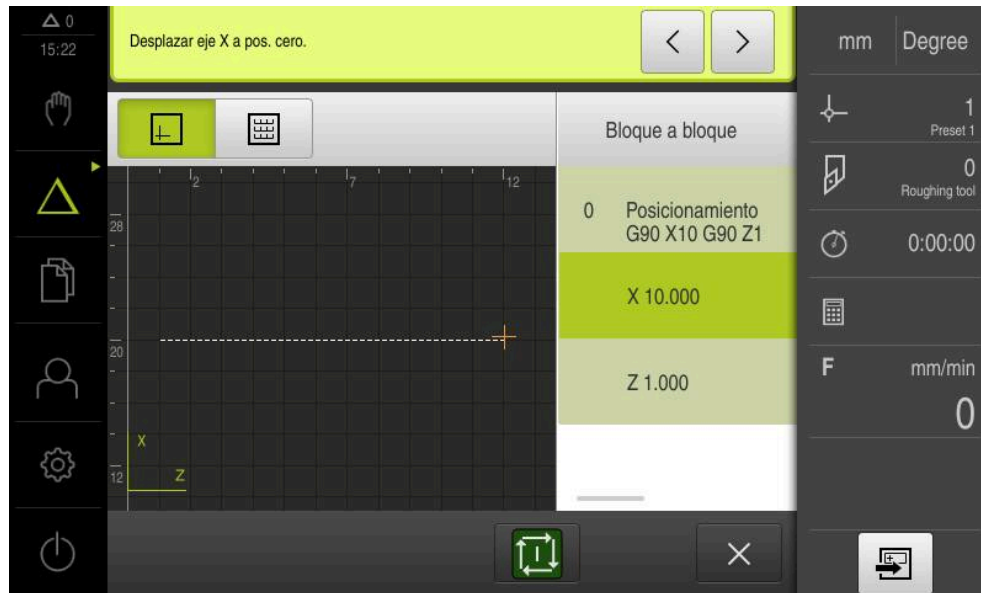 0
15:22
Desplazar eje X a pos. cero.
mm Degree
1
Preset 1
0
Roughing tool
0:00:00
F mm/min
0
Bloque a bloque
0 Posicionamiento
G90 X10 G90 Z1
X 10.000
Z 1.000
2 7 12
28
20
12
X
Z